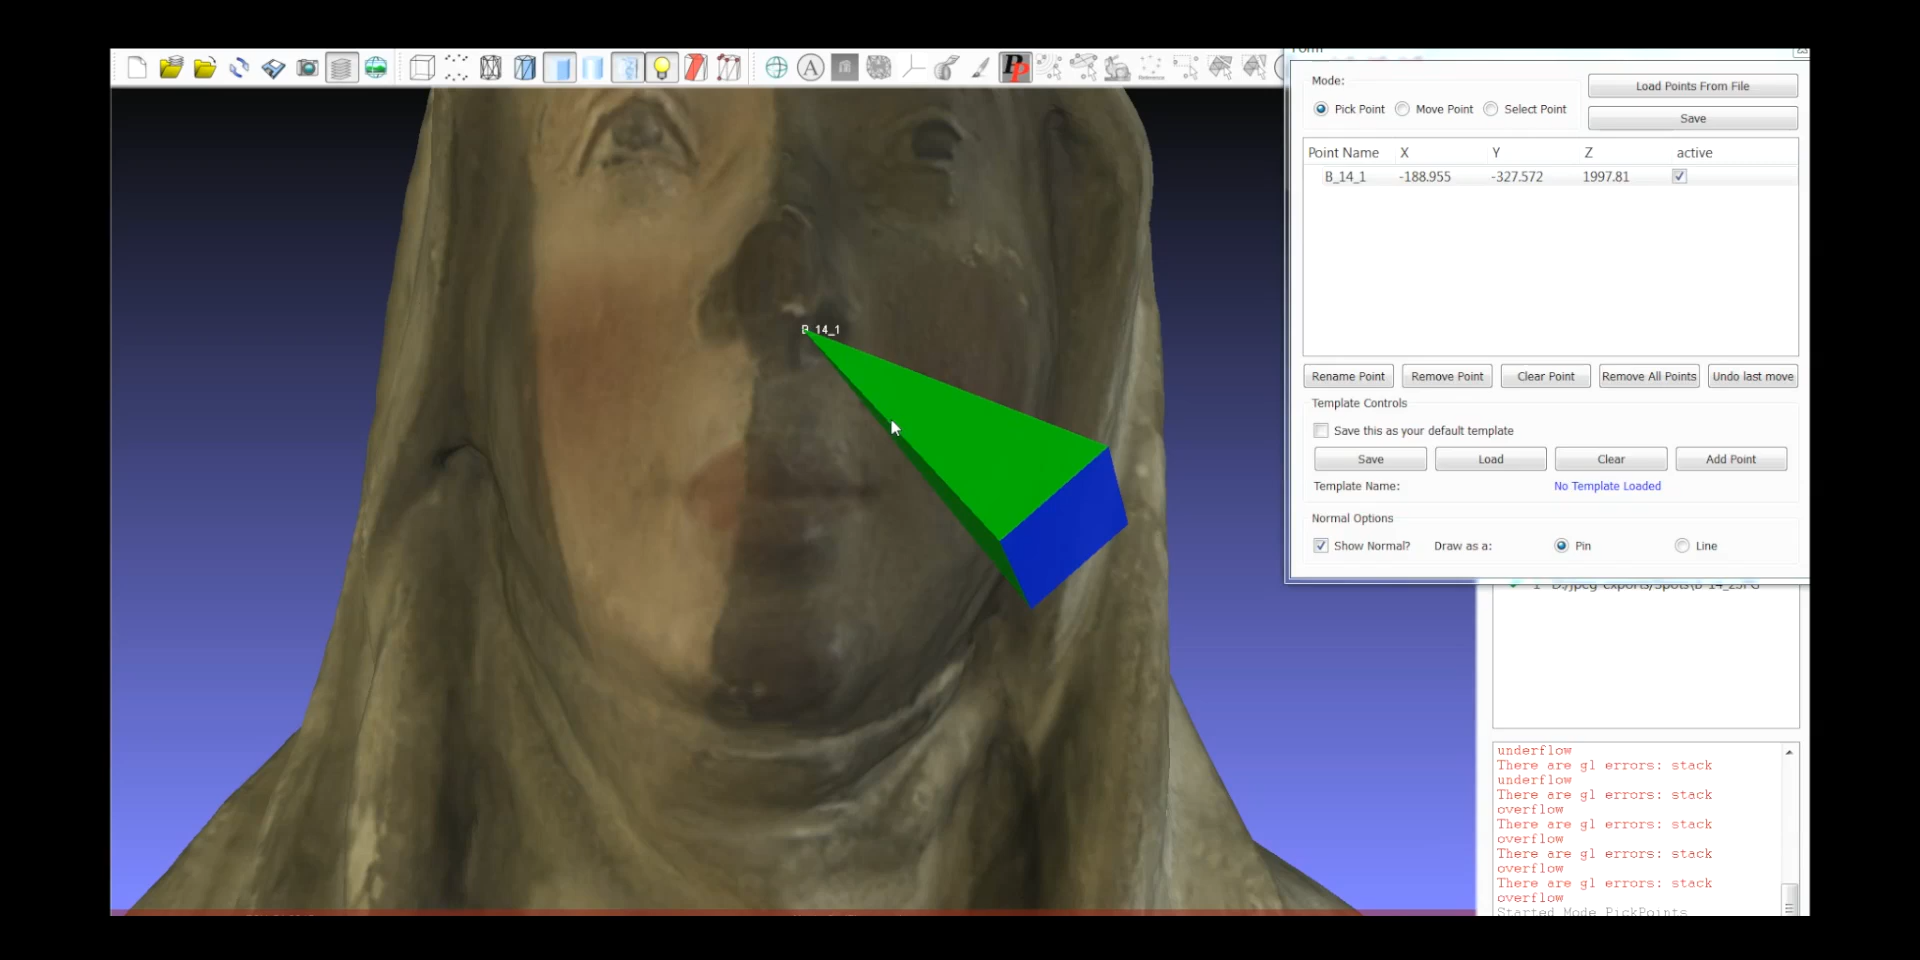 Form
Mode:
Load Points From File
Pick Point Move Point Select Point
Save
Point Name X Y Z active
B_14_1 -188.955 -327.572 1997.81
B_14_1
Rename Point Remove Point Clear Point Remove All Points Undo last move
Template Controls
Save this as your default template
Save Load Clear Add Point
Template Name: No Template Loaded
Normal Options
Show Normal? Draw as a: Pin Line
underflow
There are gl errors: stack
underflow
There are gl errors: stack
overflow
There are gl errors: stack
overflow
There are gl errors: stack
overflow
There are gl errors: stack
overflow
Started Mode PickPoints